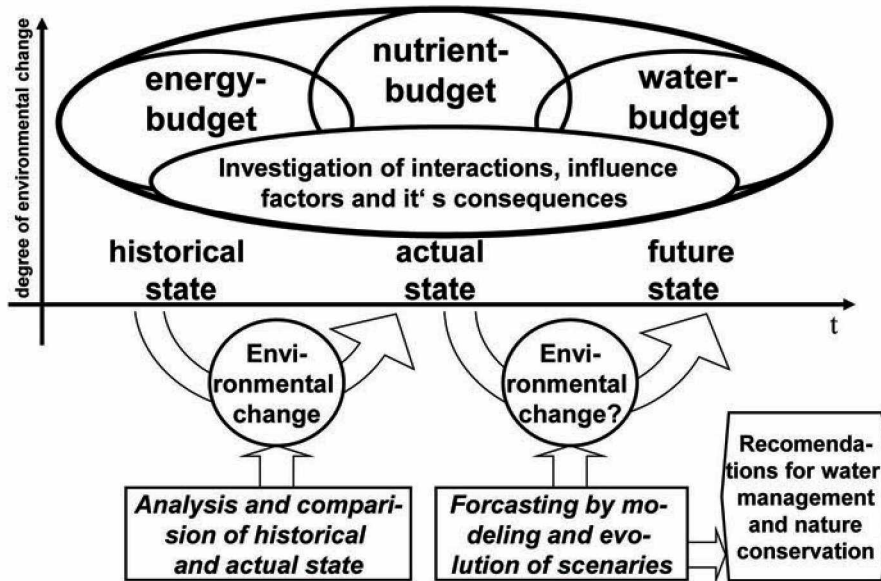 degree of environmental change
energy-
budget
nutrient-
budget
water-
budget
Investigation of interactions, influence
factors and it‘ s consequences
historical
state
actual
state
future
state
t
Envi-
ronmental
change
Envi-
ronmental
change?
Analysis and compari-
sion of historical
and actual state
Forcasting by mo-
deling and evo-
lution of scenaries
Recomenda-
tions for water
management
and nature
conservation